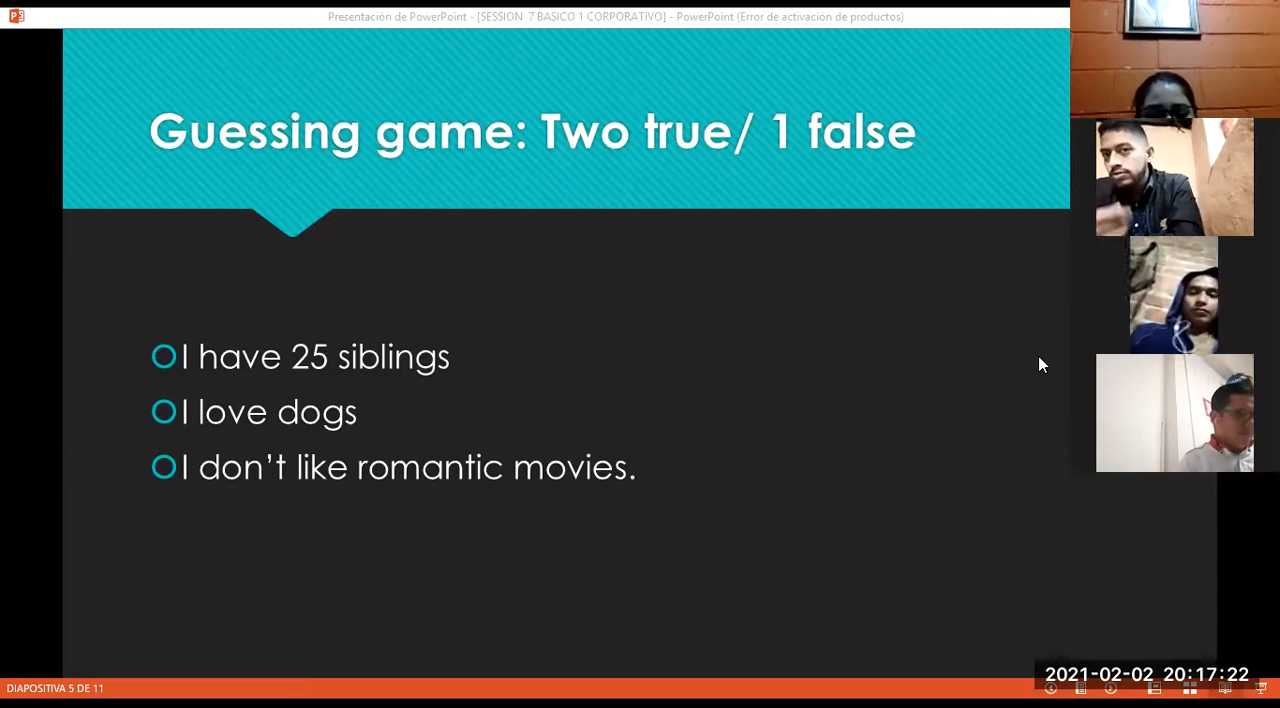 Presentación de PowerPoint - [SESSION 7 BASICO 1 CORPORATIVO] - PowerPoint (Error de activación de productos)
Guessing game: Two true/ 1 false
I have 25 siblings
I love dogs
I don’t like romantic movies.
2021-02-02 20:17:22
DIAPOSITIVA 5 DE 11